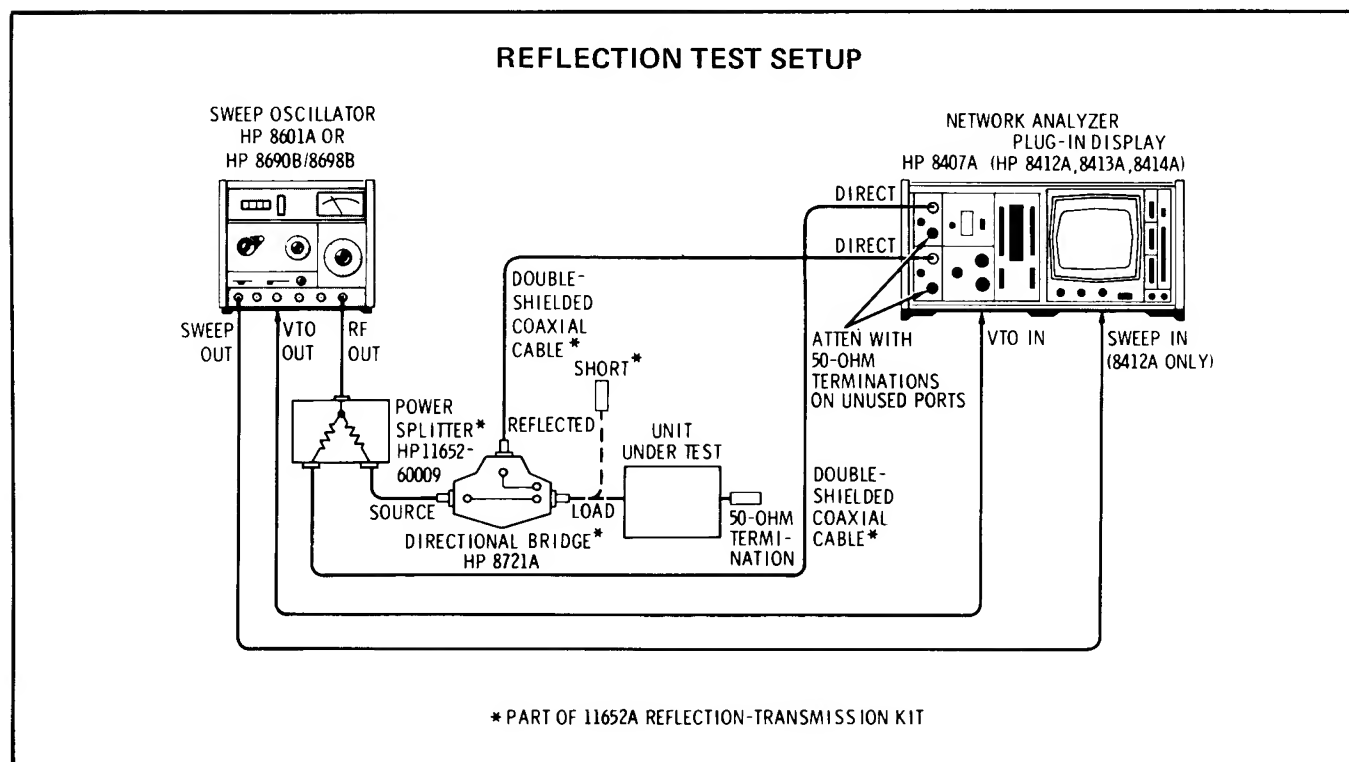 REFLECTION TEST SETUP
SWEEP OSCILLATOR
HP 8601A OR
HP 8690B/8698B
NETWORK ANALYZER
PLUG-IN DISPLAY
HP 8407A (HP 8412A, 8413A, 8414A)
DIRECT
DIRECT
DOUBLE-
SHIELDED
COAXIAL
CABLE*
SWEEP
OUT
VTO
OUT
RF
OUT
ATTEN WITH
50-OHM
TERMINATIONS
ON UNUSED PORTS
VTO IN
SWEEP IN
(8412A ONLY)
SHORT*
POWER
SPLITTER*
HP11652-
60009
REFLECTED
UNIT
UNDER TEST
SOURCE
LOAD
50-OHM
TERMI-
NATION
DOUBLE-
SHIELDED
COAXIAL
CABLE*
DIRECTIONAL BRIDGE*
HP 8721A
* PART OF 11652A REFLECTION-TRANSMISSION KIT